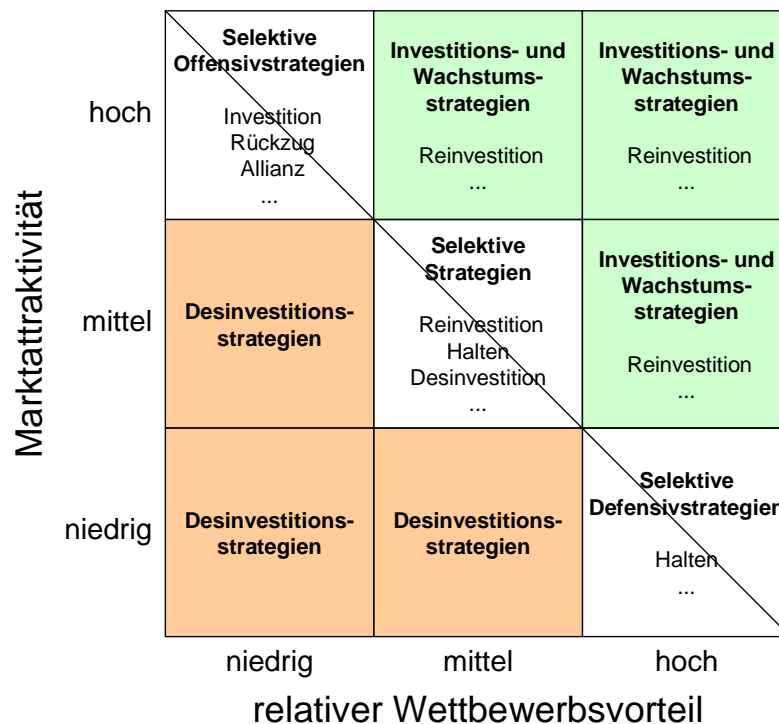 Marktattraktivität
hoch
Selektive
Offensivstrategien
Investition
Rückzug
Allianz
...
Investitions- und
Wachstums-
strategien
Reinvestition
...
Investitions- und
Wachstums-
strategien
Reinvestition
...
mittel
Desinvestitions-
strategien
Selektive
Strategien
Reinvestition
Halten
Desinvestition
...
Investitions- und
Wachstums-
strategien
Reinvestition
...
niedrig
Desinvestitions-
strategien
Desinvestitions-
strategien
Selektive
Defensivstrategien
Halten
...
niedrig
mittel
hoch
relativer Wettbewerbsvorteil